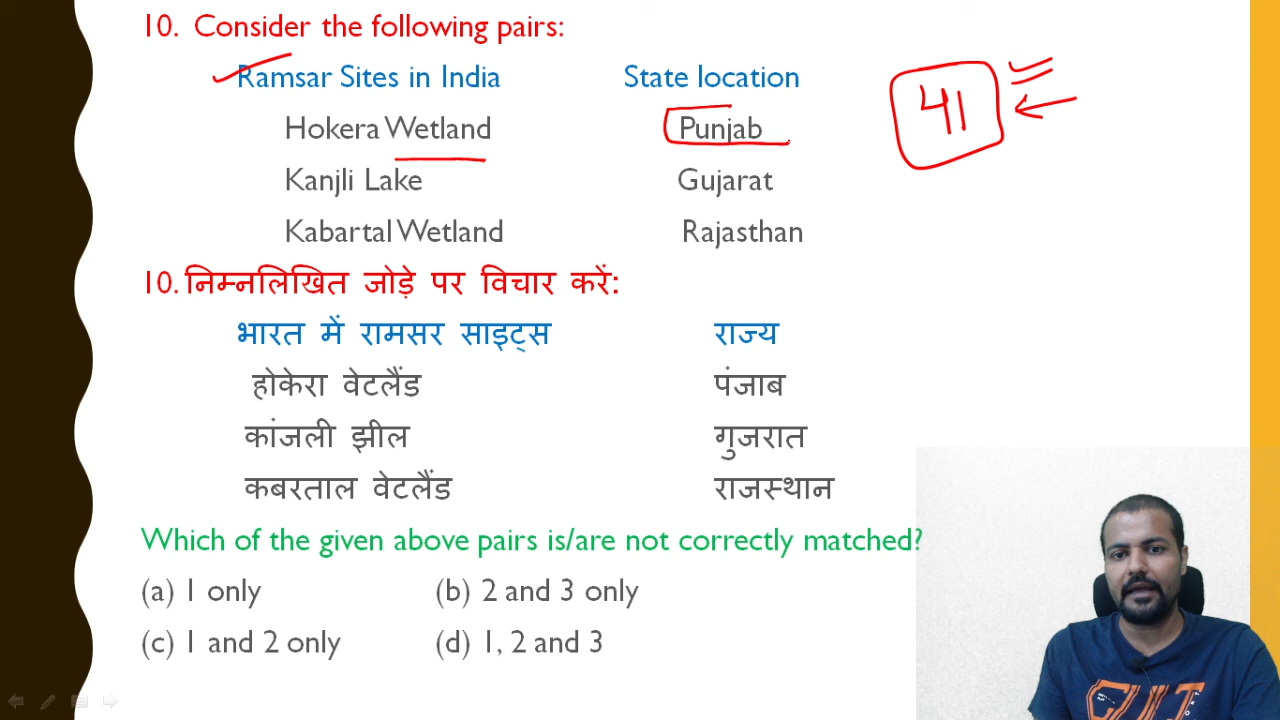 10. Consider the following pairs:
Ramsar Sites in India State location
Hokera Wetland Punjab
Kanjli Lake Gujarat
Kabartal Wetland Rajasthan
41
10. निम्नलिखित जोड़े पर विचार करें:
भारत में रामसर साइट्स राज्य
होकेरा वेटलैंड पंजाब
कांजली झील गुजरात
कबरताल वेटलैंड राजस्थान
Which of the given above pairs is/are not correctly matched?
(a) 1 only (b) 2 and 3 only
(c) 1 and 2 only (d) 1, 2 and 3